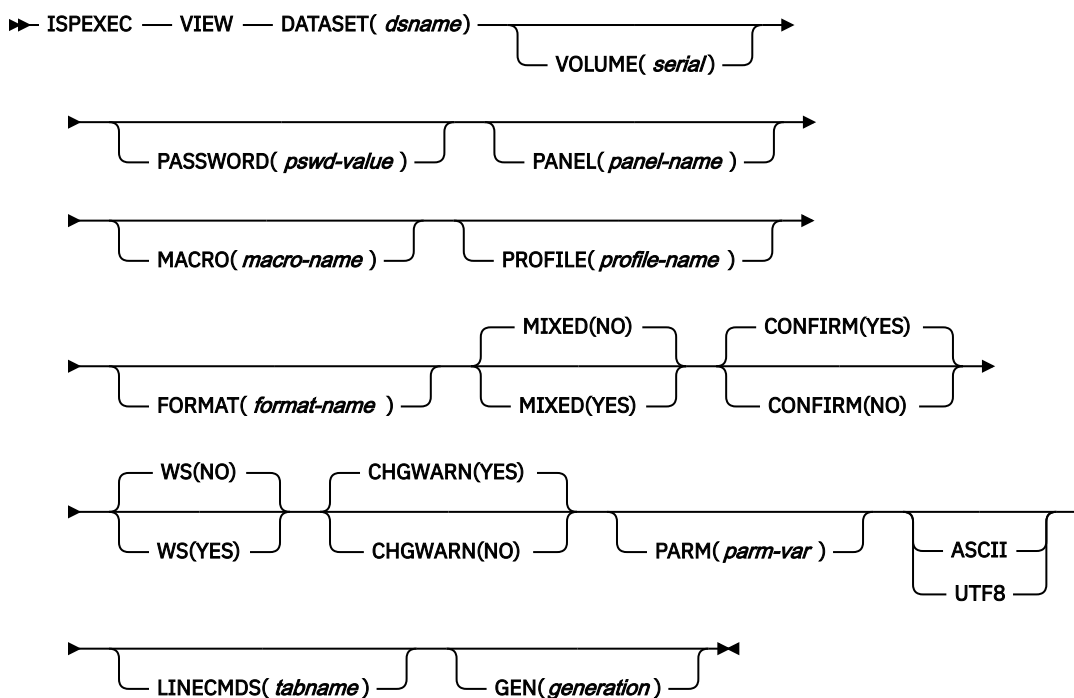 ISPEXEC VIEW DATASET( dsname)
VOLUME( serial)
PASSWORD( pswd-value ) PANEL( panel-name )
MACRO( macro-name ) PROFILE( profile-name )
MIXED(NO) CONFIRM(YES)
FORMAT( format-name ) MIXED(YES) CONFIRM(NO)
WS(NO) CHGWARN(YES)
WS(YES) CHGWARN(NO) PARM( parm-var ) ASCII
UTF8
LINECMDS( tabname) GEN( generation)